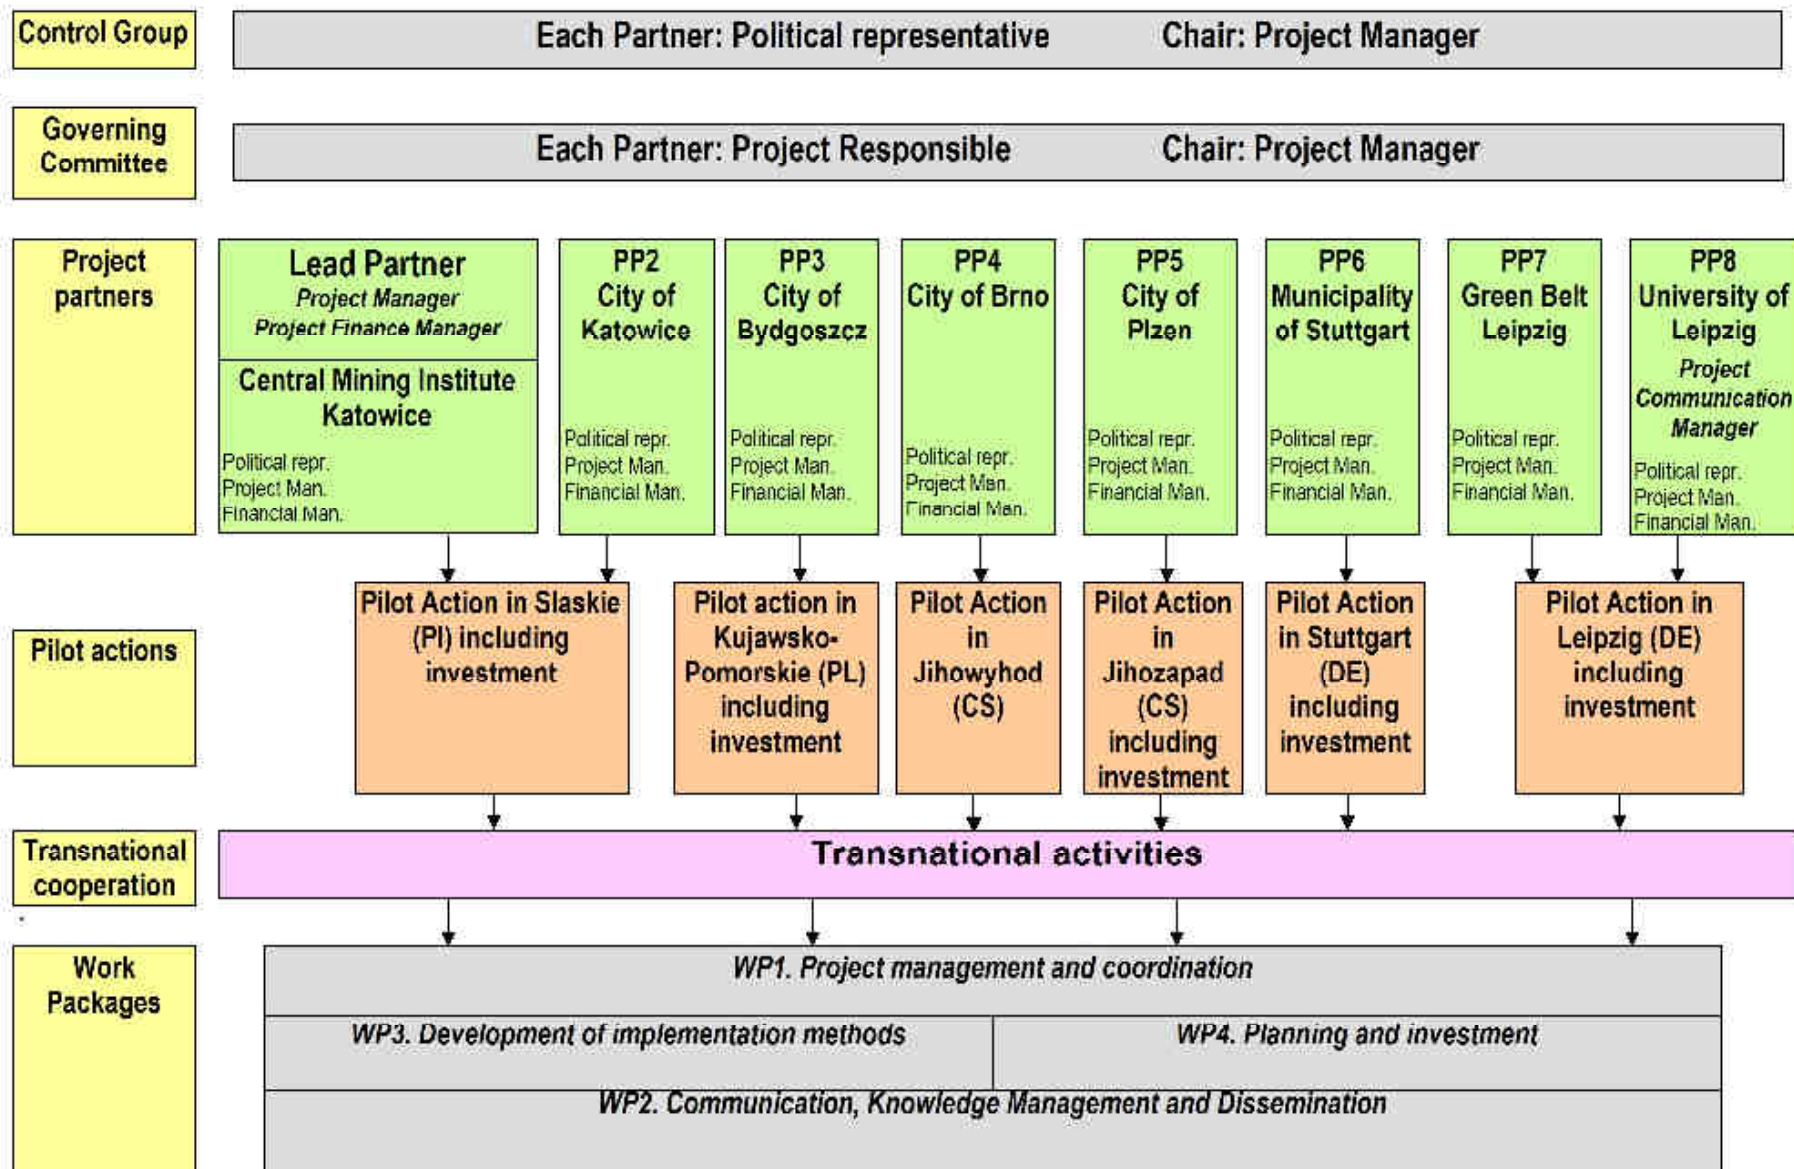 Control Group
Each Partner: Political representative Chair: Project Manager
Governing
Committee
Each Partner: Project Responsible Chair: Project Manager
Project
partners
Lead Partner
Project Manager
Project Finance Manager
Central Mining Institute
Katowice
Political repr.
Project Man.
Financial Man.
PP2
City of
Katowice
Political repr.
Project Man.
Financial Man.
PP3
City of
Bydgoszcz
Political repr.
Project Man.
Financial Man.
PP4
City of Brno
Political repr.
Project Man.
Financial Man.
PP5
City of
Plzen
Political repr.
Project Man.
Financial Man.
PP6
Municipality
of Stuttgart
Political repr.
Project Man.
Financial Man.
PP7
Green Belt
Leipzig
Political repr.
Project Man.
Financial Man.
PP8
University of
Leipzig
Project
Communication
Manager
Political repr.
Project Man.
Financial Man.
Pilot actions
Pilot Action in Slaskie
(Pl) including
investment
Pilot action in
Kujawsko-
Pomorskie (PL)
including
investment
Pilot Action
in
Jihowyhod
(CS)
Pilot Action
in
Jihozapad
(CS)
including
investment
Pilot Action
in Stuttgart
(DE)
including
investment
Pilot Action in
Leipzig (DE)
including
investment
Transnational
cooperation
Transnational activities
Work
Packages
WP1. Project management and coordination
WP3. Development of implementation methods
WP4. Planning and investment
WP2. Communication, Knowledge Management and Dissemination